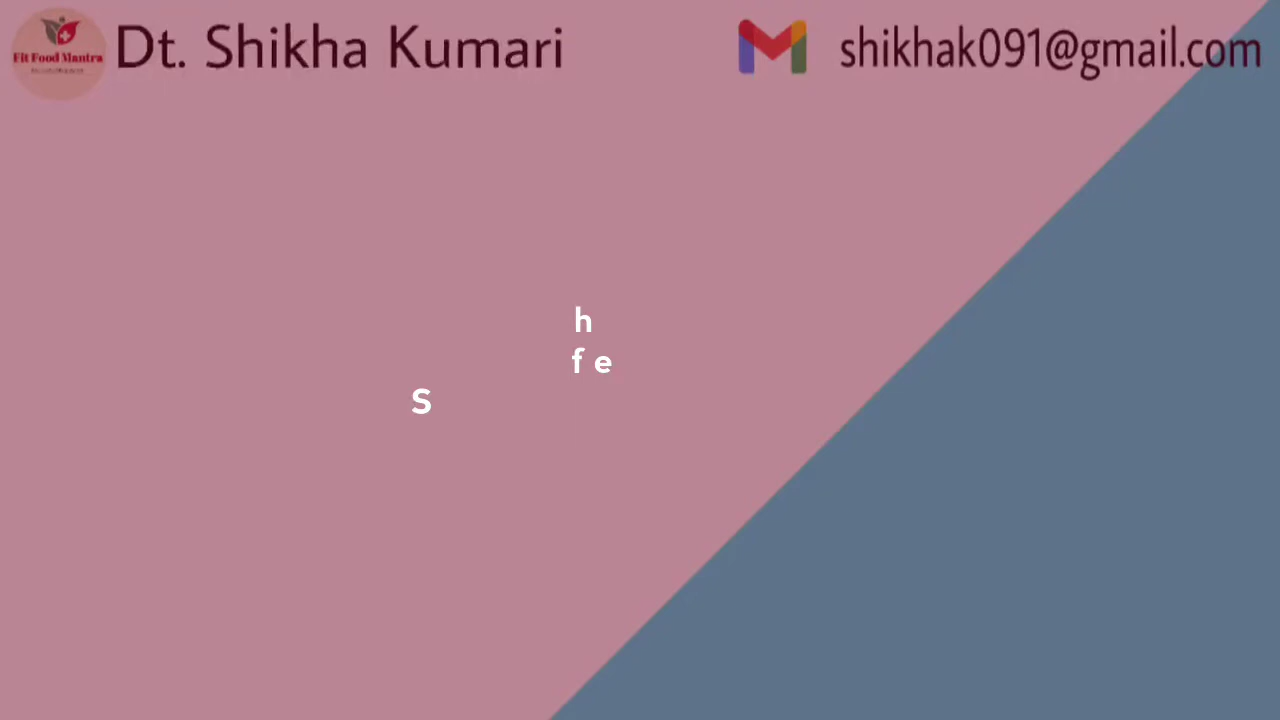 Fit Food Mantra
Dt. Shikha Kumari
shikhak091@gmail.com
h
f e
S